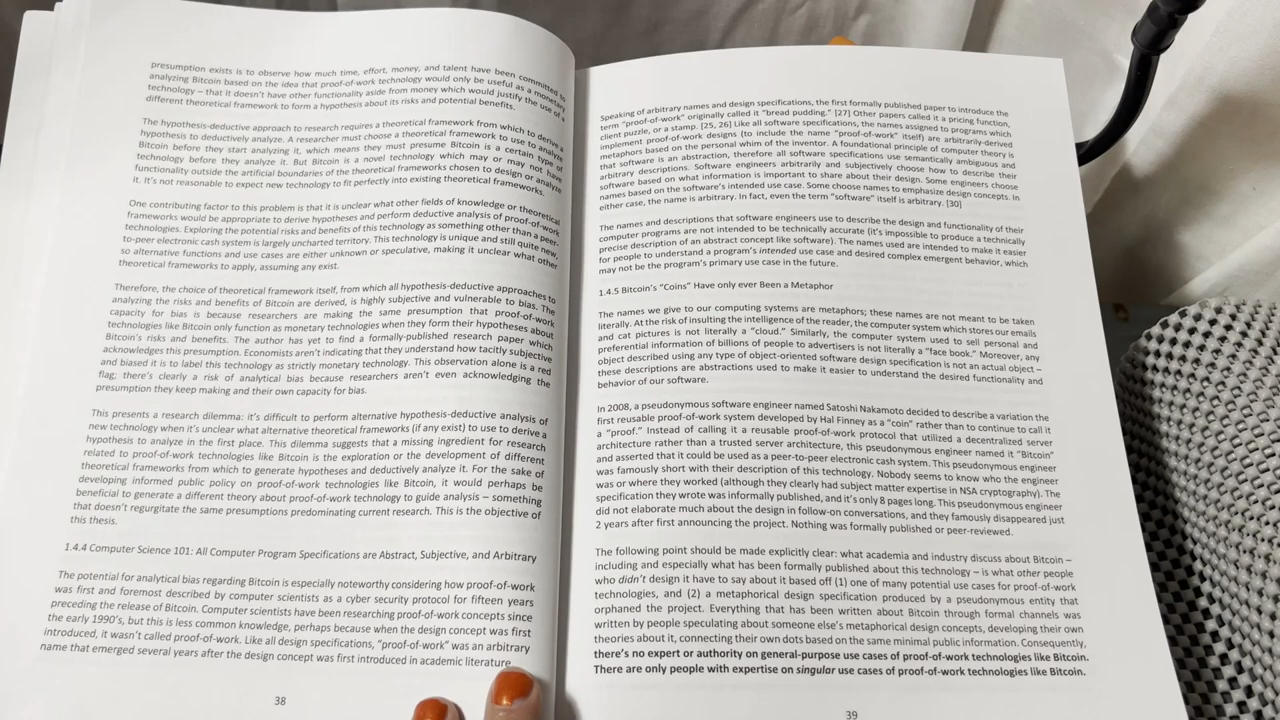 presumption exists is to observe how much time, effort, money, and talent have been committed to
analyzing Bitcoin based on the idea that proof-of-work technology would only be useful as a monetary
technology – that it doesn't have other functionality aside from money which would justify the use of a
different theoretical framework to form a hypothesis about its risks and potential benefits.
The hypothesis-deductive approach to research requires a theoretical framework from which to derive a
hypothesis to deductively analyze. A researcher must choose a theoretical framework to use to analyze
Bitcoin before they start analyzing it, which means they must presume Bitcoin is a certain type of
technology before they analyze it. But Bitcoin is a novel technology which may or may not have
functionality outside the artificial boundaries of the theoretical frameworks chosen to design or analyze
it. It's not reasonable to expect new technology to fit perfectly into existing theoretical frameworks.
One contributing factor to this problem is that it is unclear what other fields of knowledge or theoretical
frameworks would be appropriate to derive hypotheses and perform deductive analysis of proof-of-work
technologies. Exploring the potential risks and benefits of this technology as something other than a peer-
to-peer electronic cash system is largely uncharted territory. This technology is unique and still quite new,
so alternative functions and use cases are either unknown or speculative, making it unclear what other
theoretical frameworks to apply, assuming any exist.
Therefore, the choice of theoretical framework itself, from which all hypothesis-deductive approaches to
analyzing the risks and benefits of Bitcoin are derived, is highly subjective and vulnerable to bias. The
capacity for bias is because researchers are making the same presumption that proof-of-work
technologies like Bitcoin only function as monetary technologies when they form their hypotheses about
Bitcoin's risks and benefits. The author has yet to find a formally-published research paper which
acknowledges this presumption. Economists aren't indicating that they understand how tacitly subjective
and biased it is to label this technology as strictly monetary technology. This observation alone is a red
flag; there's clearly a risk of analytical bias because researchers aren't even acknowledging the
presumption they keep making and their own capacity for bias.
This presents a research dilemma: it's difficult to perform alternative hypothesis-deductive analysis of
new technology when it's unclear what alternative theoretical frameworks (if any exist) to use to derive a
hypothesis to analyze in the first place. This dilemma suggests that a missing ingredient for research
related to proof-of-work technologies like Bitcoin is the exploration or the development of different
theoretical frameworks from which to generate hypotheses and deductively analyze it. For the sake of
developing informed public policy on proof-of-work technologies like Bitcoin, it would perhaps be
beneficial to generate a different theory about proof-of-work technology to guide analysis – something
that doesn't regurgitate the same presumptions predominating current research. This is the objective of
this thesis.
1.4.4 Computer Science 101: All Computer Program Specifications are Abstract, Subjective, and Arbitrary
The potential for analytical bias regarding Bitcoin is especially noteworthy considering how proof-of-work
was first and foremost described by computer scientists as a cyber security protocol for fifteen years
preceding the release of Bitcoin. Computer scientists have been researching proof-of-work concepts since
the early 1990's, but this is less common knowledge, perhaps because when the design concept was first
introduced, it wasn't called proof-of-work. Like all design specifications, "proof-of-work" was an arbitrary
name that emerged several years after the design concept was first introduced in academic literature.
38
Speaking of arbitrary names and design specifications, the first formally published paper to introduce the
term "proof-of-work" originally called it "bread pudding." [27] Other papers called it a pricing function,
client puzzle, or a stamp. [25, 26] Like all software specifications, the names assigned to programs which
implement proof-of-work designs (to include the name "proof-of-work" itself) are arbitrarily-derived
metaphors based on the personal whim of the inventor. A foundational principle of computer theory is
that software is an abstraction, therefore all software specifications use semantically ambiguous and
arbitrary descriptions. Software engineers arbitrarily and subjectively choose how to describe their
software based on what information is important to share about their design. Some engineers choose
names based on the software's intended use case. Some choose names to emphasize design concepts. In
either case, the name is arbitrary. In fact, even the term "software" itself is arbitrary. [30]
The names and descriptions that software engineers use to describe the design and functionality of their
computer programs are not intended to be technically accurate (it's impossible to produce a technically
precise description of an abstract concept like software). The names used are intended to make it easier
for people to understand a program's intended use case and desired complex emergent behavior, which
may not be the program's primary use case in the future.
1.4.5 Bitcoin's "Coins" Have only ever Been a Metaphor
The names we give to our computing systems are metaphors; these names are not meant to be taken
literally. At the risk of insulting the intelligence of the reader, the computer system which stores our emails
and cat pictures is not literally a "cloud." Similarly, the computer system used to sell personal and
preferential information of billions of people to advertisers is not literally a "face book." Moreover, any
object described using any type of object-oriented software design specification is not an actual object –
these descriptions are abstractions used to make it easier to understand the desired functionality and
behavior of our software.
In 2008, a pseudonymous software engineer named Satoshi Nakamoto decided to describe a variation the
first reusable proof-of-work system developed by Hal Finney as a "coin" rather than to continue to call it
a "proof." Instead of calling it a reusable proof-of-work protocol that utilized a decentralized server
architecture rather than a trusted server architecture, this pseudonymous engineer named it "Bitcoin"
and asserted that it could be used as a peer-to-peer electronic cash system. This pseudonymous engineer
was famously short with their description of this technology. Nobody seems to know who the engineer
was or where they worked (although they clearly had subject matter expertise in NSA cryptography). The
specification they wrote was informally published, and it's only 8 pages long. This pseudonymous engineer
did not elaborate much about the design in follow-on conversations, and they famously disappeared just
2 years after first announcing the project. Nothing was formally published or peer-reviewed.
The following point should be made explicitly clear: what academia and industry discuss about Bitcoin –
including and especially what has been formally published about this technology – is what other people
who didn't design it have to say about it based off (1) one of many potential use cases for proof-of-work
technologies, and (2) a metaphorical design specification produced by a pseudonymous entity that
orphaned the project. Everything that has been written about Bitcoin through formal channels was
written by people speculating about someone else's metaphorical design concepts, developing their own
theories about it, connecting their own dots based on the same minimal public information. Consequently,
there's no expert or authority on general-purpose use cases of proof-of-work technologies like Bitcoin.
There are only people with expertise on singular use cases of proof-of-work technologies like Bitcoin.
39